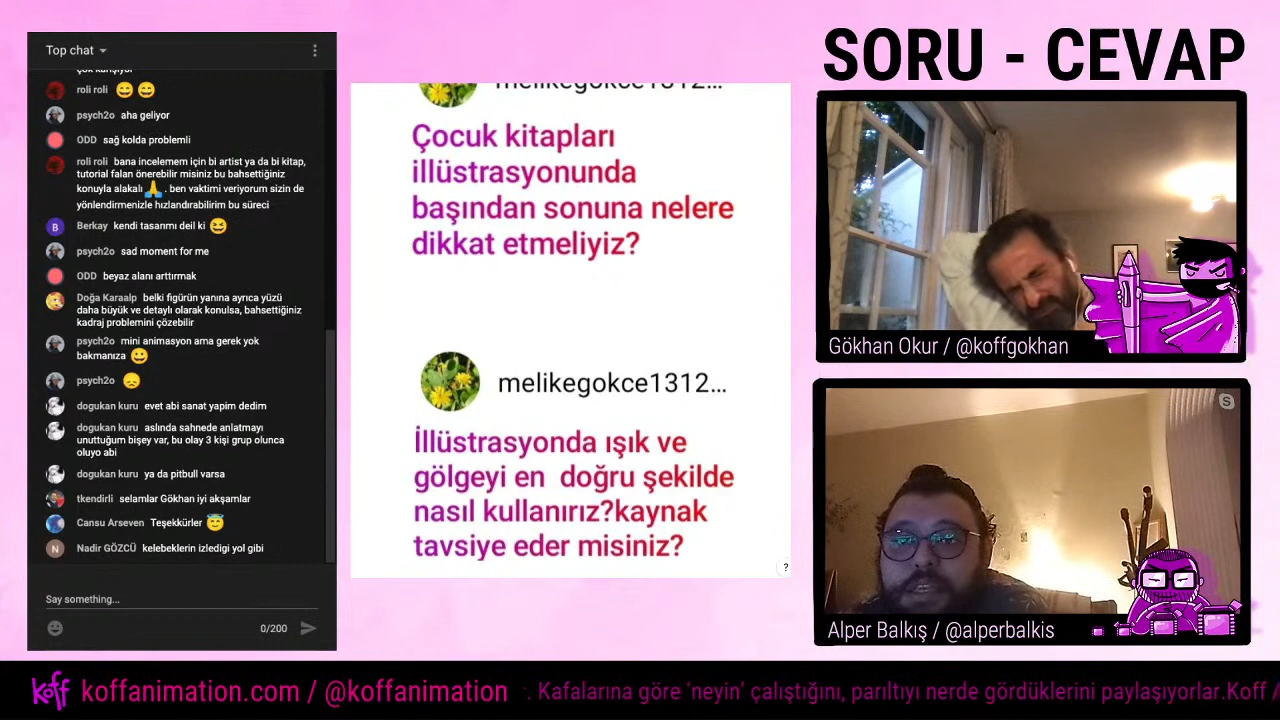 Top chat
çok karışıyor
roli roli
psych2o aha geliyor
ODD sağ kolda problemli
roli roli bana incelemem için bi artist ya da bi kitap,
tutorial falan önerebilir misiniz bu bahsettiğiniz
konuyla alakalı 🙏 . ben vaktimi veriyorum sizin de
yönlendirmenizle hızlandırabilirim bu süreci
B Berkay kendi tasarımı deil ki 😆
psych2o sad moment for me
ODD beyaz alanı arttırmak
Doğa Karaalp belki figürün yanına ayrıca yüzü
daha büyük ve detaylı olarak konulsa, bahsettiğiniz
kadraj problemini çözebilir
psych2o mini animasyon ama gerek yok
bakmanıza 😀
psych2o 😞
dogukan kuru evet abi sanat yapim dedim
dogukan kuru aslında sahnede anlatmayı
unuttuğum bişey var, bu olay 3 kişi grup olunca
oluyo abi
dogukan kuru ya da pitbull varsa
tkendirli selamlar Gökhan iyi akşamlar
Cansu Arseven Teşekkürler 😇
N Nadir GÖZCÜ kelebeklerin izledigi yol gibi
Say something...
0/200
melikegokce1312...
Çocuk kitapları
illüstrasyonunda
başından sonuna nelere
dikkat etmeliyiz?
melikegokce1312...
İllüstrasyonda ışık ve
gölgeyi en doğru şekilde
nasıl kullanırız?kaynak
tavsiye eder misiniz?
?
SORU - CEVAP
Gökhan Okur / @koffgokhan
S
Alper Balkış / @alperbalkis
koff koffanimation.com / @koffanimation
. Kafalarına göre 'neyin' çalıştığını, parıltıyı nerde gördüklerini paylaşıyorlar.Koff